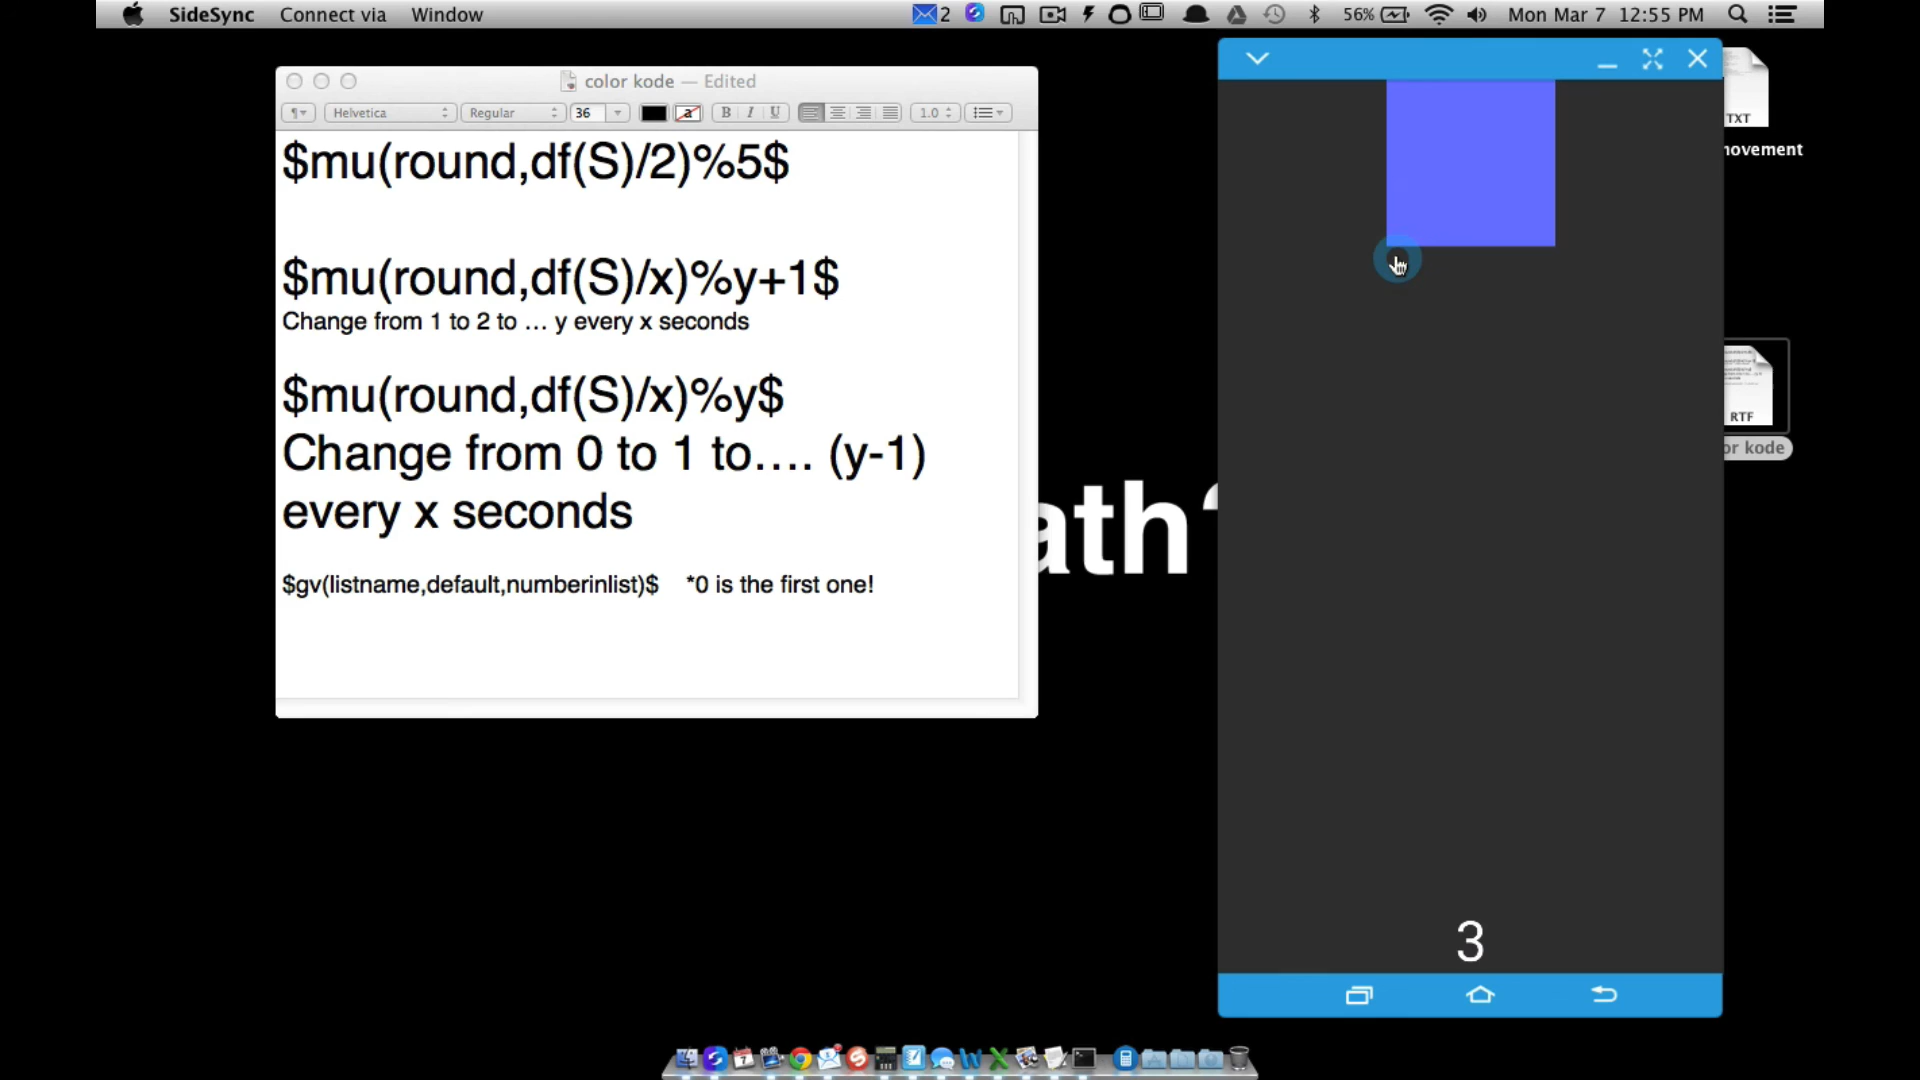 SideSync Connect via Window 2 56% Mon Mar 7 12:55 PM
color kode — Edited
Helvetica Regular 36 a B I U 1.0
$mu(round,df(S)/2)%5$
$mu(round,df(S)/x)%y+1$
Change from 1 to 2 to … y every x seconds
$mu(round,df(S)/x)%y$
Change from 0 to 1 to…. (y-1)
every x seconds
$gv(listname,default,numberinlist)$ *0 is the first one!
ath?
TXT
movement
RTF
or kode
3